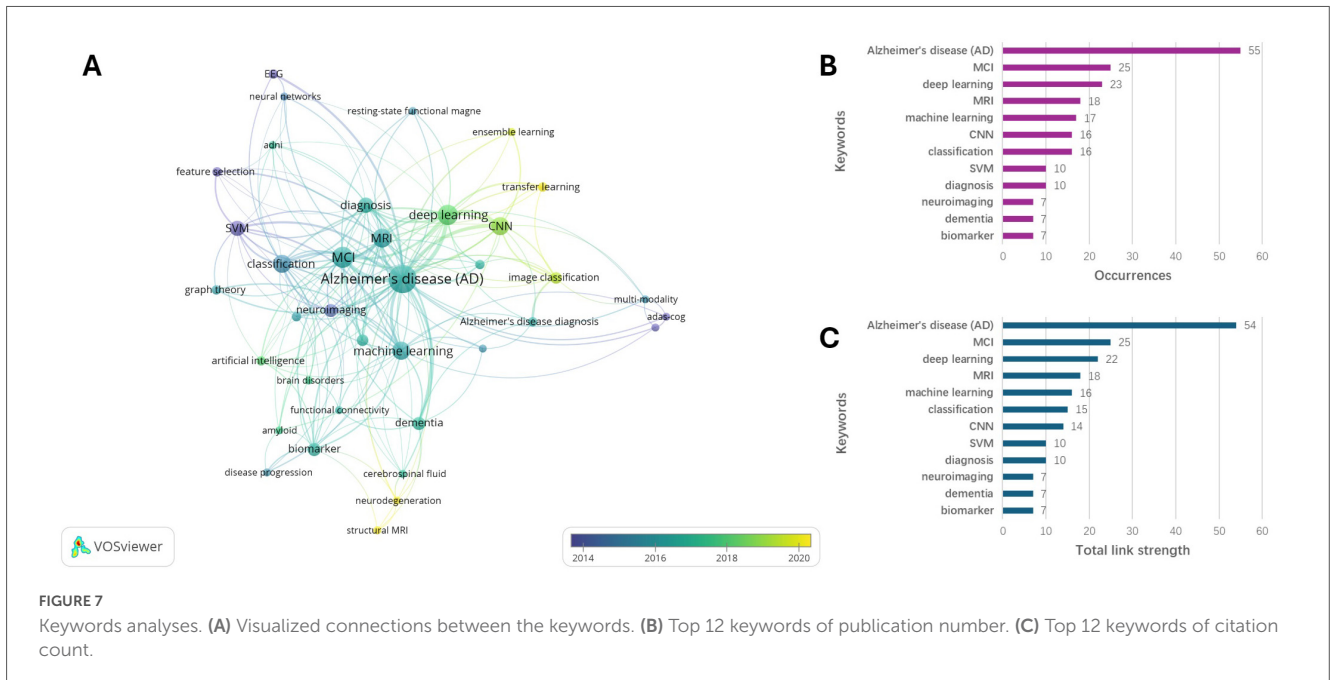 A
EEG
neural networks
resting-state functional magne
ensemble learning
adni
feature selection
transfer learning
diagnosis
deep learning
SVM
CNN
MRI
MCI
classification
Alzheimer's disease (AD)
image classification
graph theory
multi-modality
neuroimaging
adas-cog
Alzheimer's disease diagnosis
machine learning
artificial intelligence
brain disorders
functional connectivity
dementia
amyloid
biomarker
disease progression
cerebrospinal fluid
neurodegeneration
structural MRI
VOSviewer
2014 2016 2018 2020
B
Keywords
Alzheimer's disease (AD) 55
MCI 25
deep learning 23
MRI 18
machine learning 17
CNN 16
classification 16
SVM 10
diagnosis 10
neuroimaging 7
dementia 7
biomarker 7
0 10 20 30 40 50 60
Occurrences
C
Keywords
Alzheimer's disease (AD) 54
MCI 25
deep learning 22
MRI 18
machine learning 16
classification 15
CNN 14
SVM 10
diagnosis 10
neuroimaging 7
dementia 7
biomarker 7
0 10 20 30 40 50 60
Total link strength
FIGURE 7
Keywords analyses. (A) Visualized connections between the keywords. (B) Top 12 keywords of publication number. (C) Top 12 keywords of citation
count.